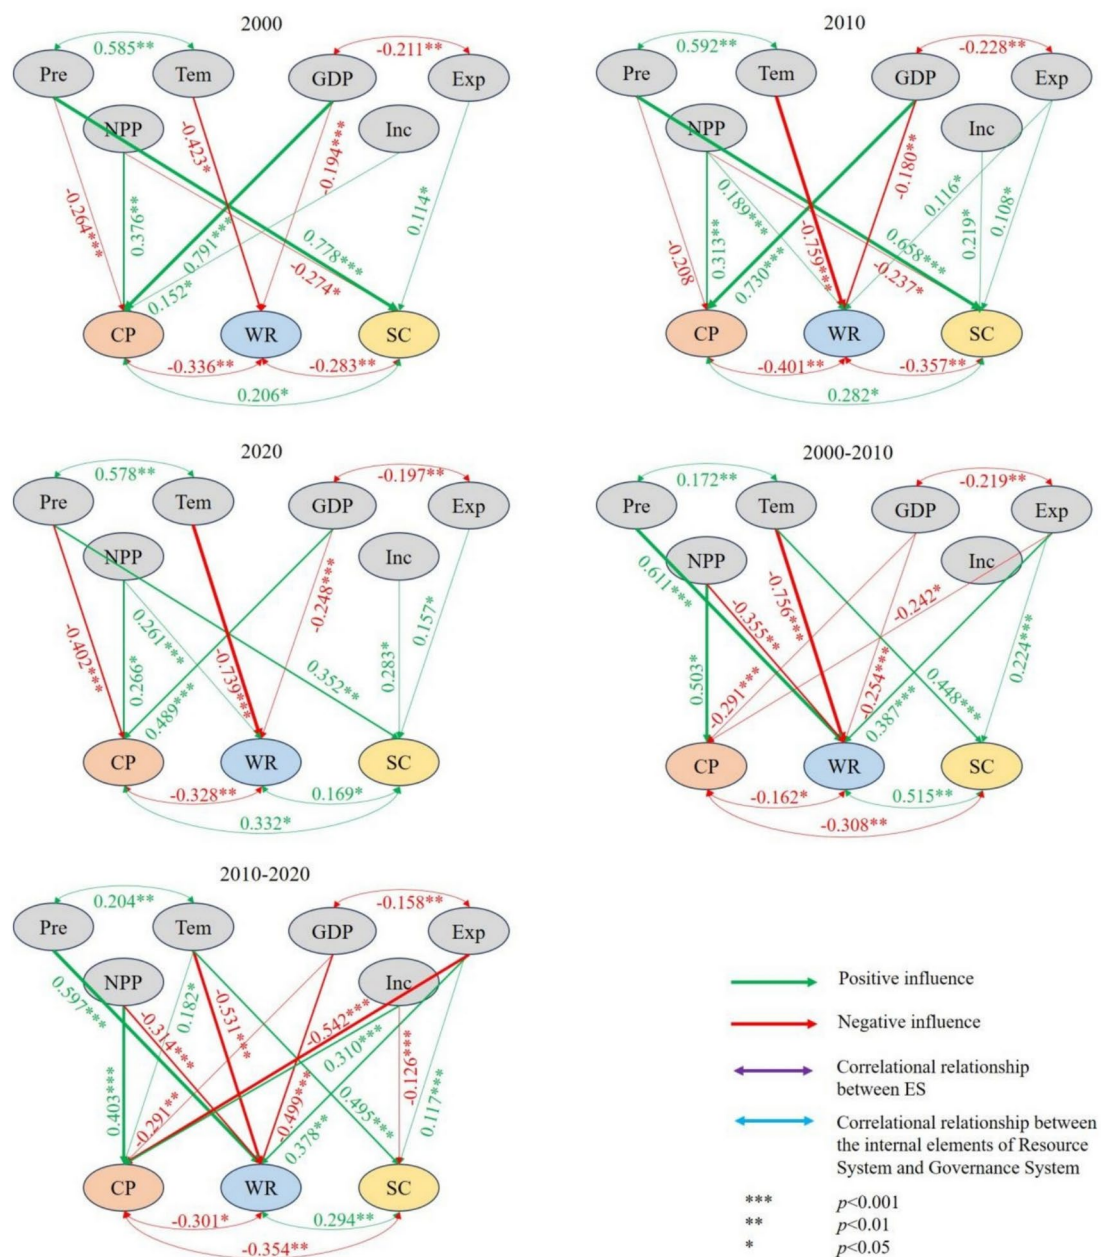 2000
0.585**
-0.211**
Pre
Tem
GDP
Exp
NPP
Inc
-0.264***
0.376**
-0.423*
0.791***
0.152*
-0.194***
0.778***
-0.274*
0.114*
CP
WR
SC
-0.336**
-0.283**
0.206*
2010
0.592**
-0.228**
Pre
Tem
GDP
Exp
NPP
Inc
-0.208
0.313**
0.189***
0.730***
-0.759***
-0.180**
0.658***
-0.237*
0.116*
0.219*
0.108*
CP
WR
SC
-0.401**
-0.357**
0.282*
2020
0.578**
-0.197**
Pre
Tem
GDP
Exp
NPP
Inc
-0.402***
0.266*
0.261***
0.489***
-0.739***
-0.248***
0.352**
0.283*
0.157*
CP
WR
SC
-0.328**
0.169*
0.332*
2000-2010
0.172**
-0.219**
Pre
Tem
GDP
Exp
NPP
Inc
0.611***
0.503*
-0.355**
-0.756***
-0.291***
-0.254***
0.387***
-0.242*
0.448***
0.224***
CP
WR
SC
-0.162*
0.515**
-0.308**
2010-2020
0.204**
-0.158**
Pre
Tem
GDP
Exp
NPP
Inc
0.597***
0.403***
-0.314***
0.182*
-0.531***
-0.291**
-0.542***
0.310***
-0.499***
0.378**
0.495***
-0.126***
0.117***
CP
WR
SC
-0.301*
0.294**
-0.354**
Positive influence
Negative influence
Correlational relationship
between ES
Correlational relationship between
the internal elements of Resource
System and Governance System
*** p<0.001
** p<0.01
* p<0.05